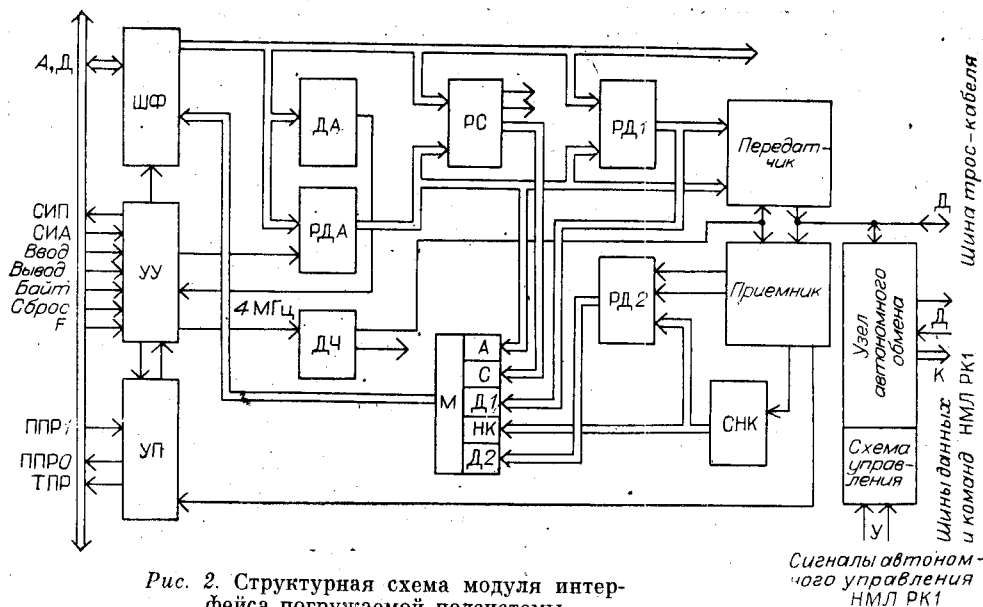 А,Д
ШФ
ДА
РС
РД1
Передат-
чик
СИП
СИА
Ввод
Вывод
Байт
Сброс
F
УУ
РДА
4 МГц
ДЧ
РД2
Приемник
Д
Шина трос-кабеля
Узел
автономного
обмена
Д
К
М
А
С
Д1
НК
Д2
СНК
Схема
управ-
ления
Шины данных
и команд НМЛ РК1
ППР1
ППРО
ТПР
УП
У
Сигналы автоном-
ного управления
НМЛ РК1
Рис. 2. Структурная схема модуля интер-
фейса погружаемой подсистемы